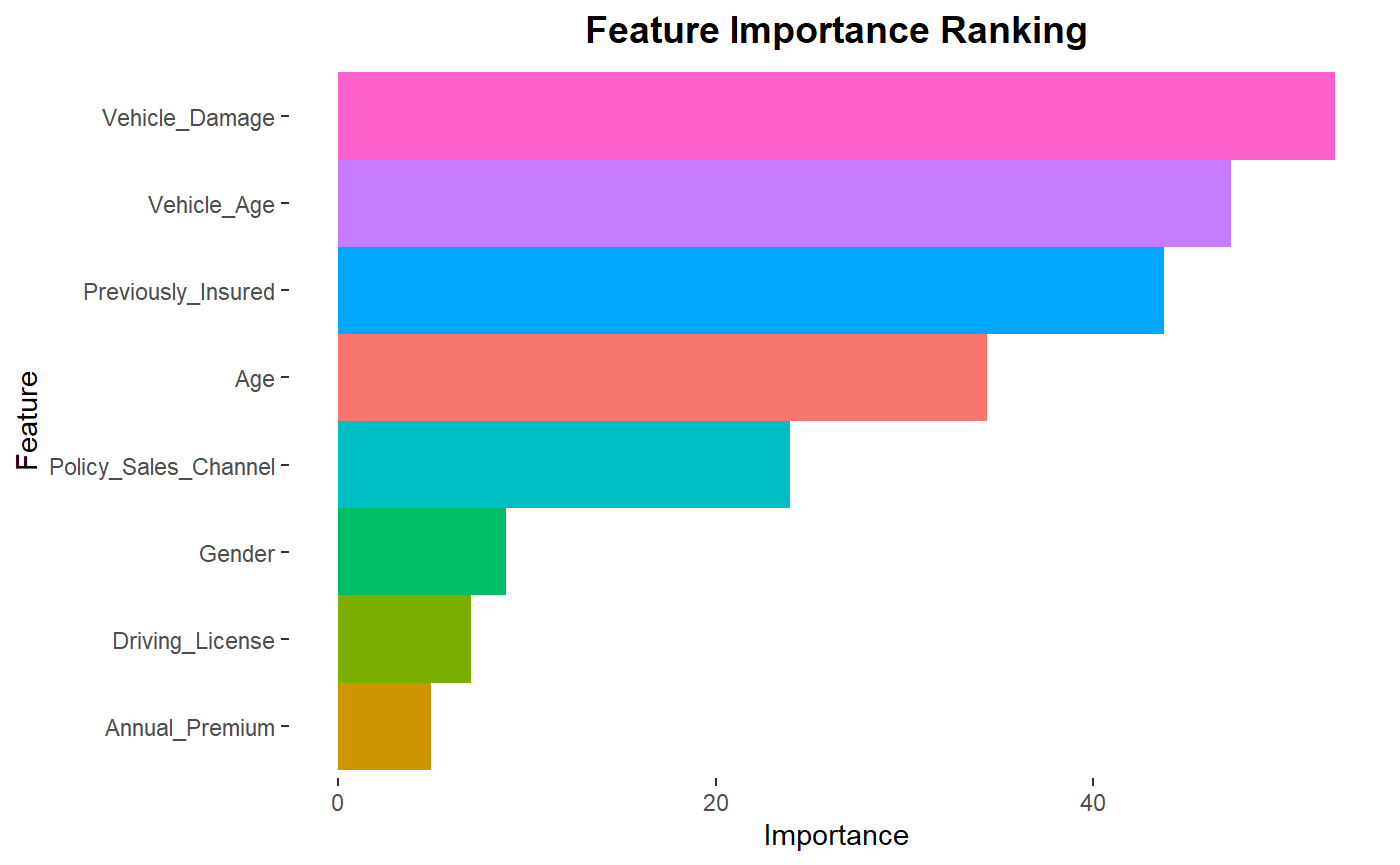 Feature Importance Ranking
Feature
Vehicle_Damage
Vehicle_Age
Previously_Insured
Age
Policy_Sales_Channel
Gender
Driving_License
Annual_Premium
0 20 40
Importance